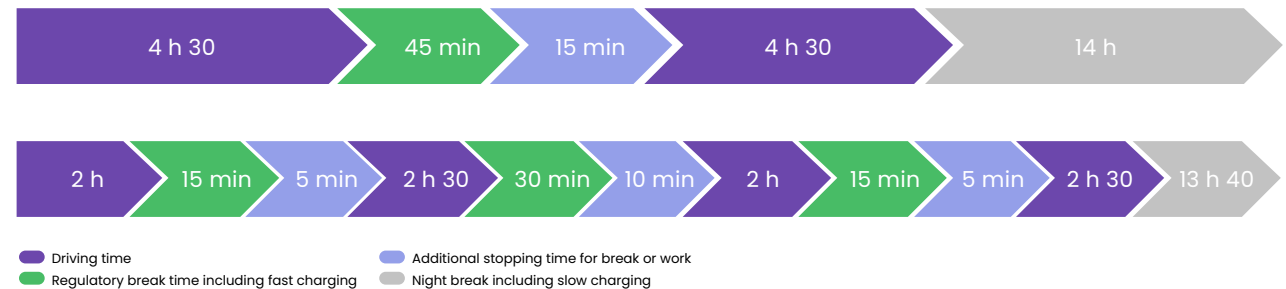 4 h 30 45 min 15 min 4 h 30 14 h
2 h 15 min 5 min 2 h 30 30 min 10 min 2 h 15 min 5 min 2 h 30 13 h 40
Driving time Additional stopping time for break or work
Regulatory break time including fast charging Night break including slow charging